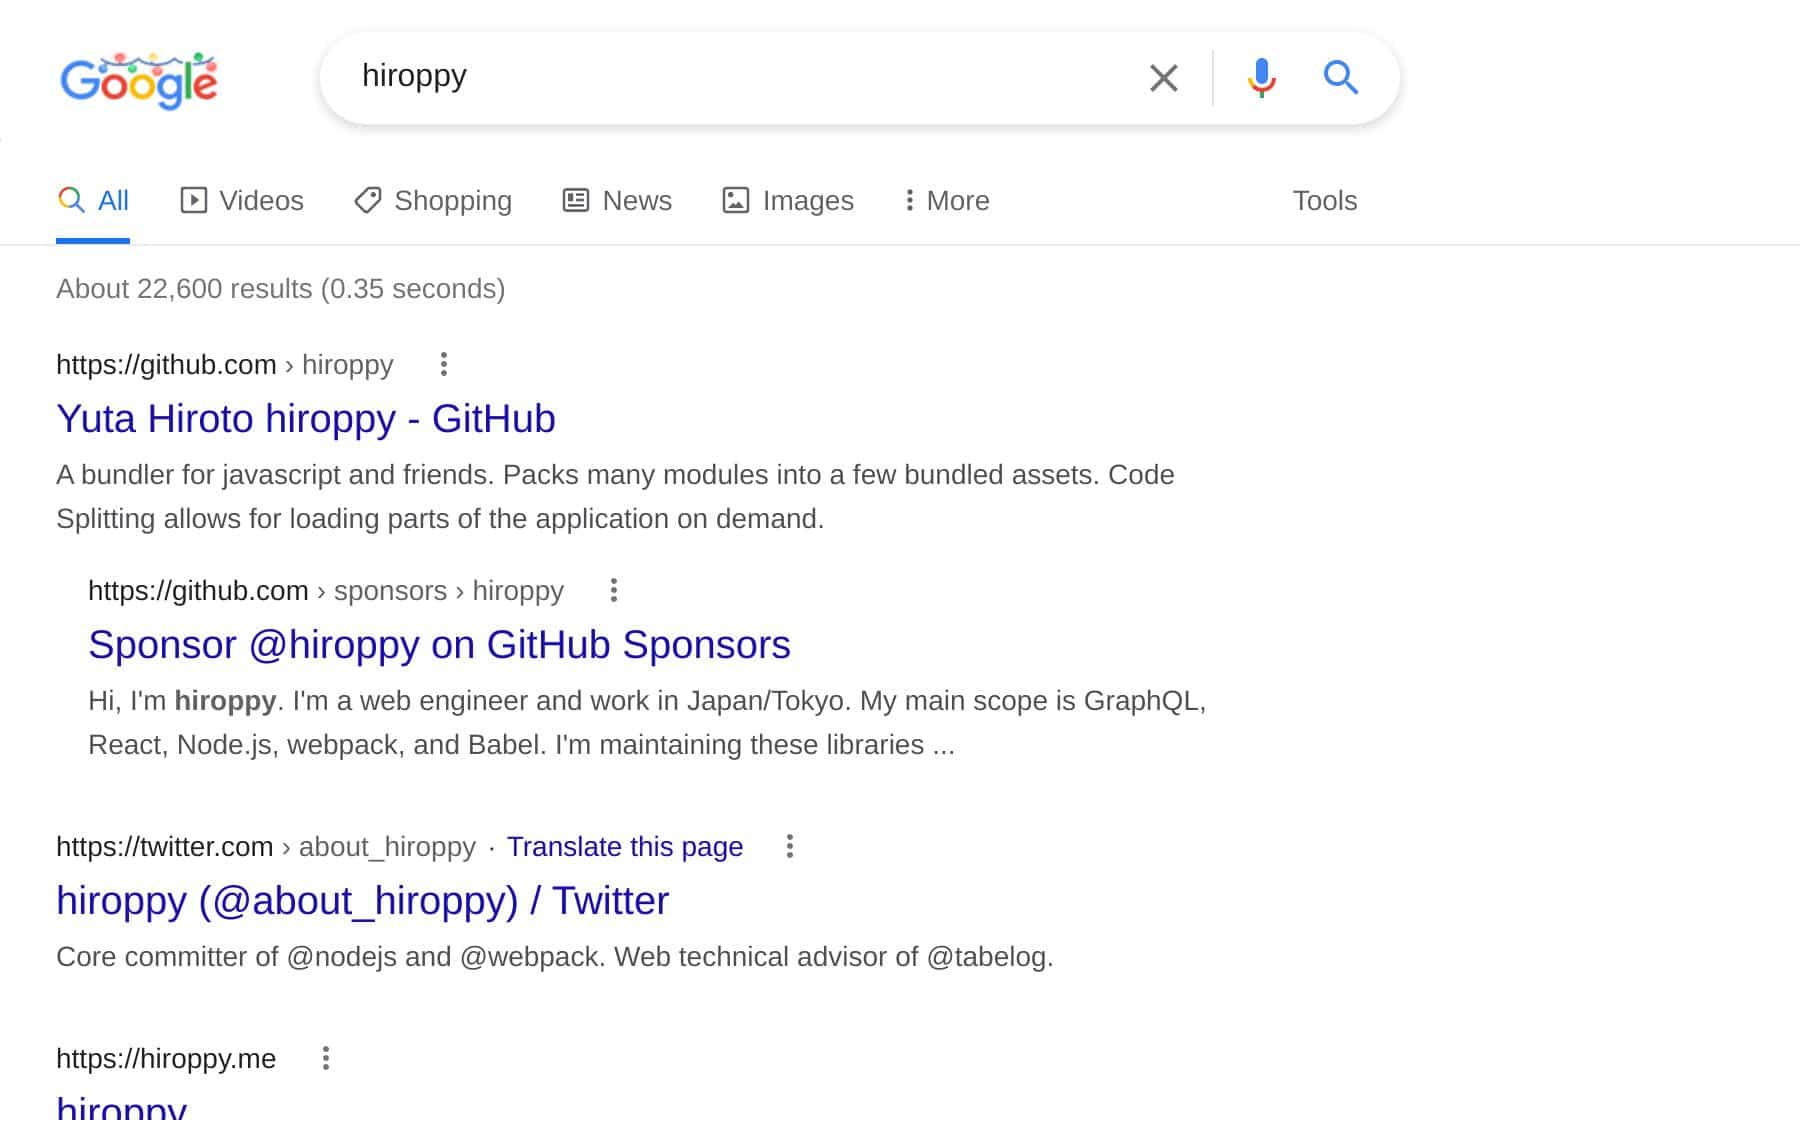 Google
hiroppy
All Videos Shopping News Images More Tools
About 22,600 results (0.35 seconds)
https://github.com › hiroppy
Yuta Hiroto hiroppy - GitHub
A bundler for javascript and friends. Packs many modules into a few bundled assets. Code
Splitting allows for loading parts of the application on demand.
https://github.com › sponsors › hiroppy
Sponsor @hiroppy on GitHub Sponsors
Hi, I'm hiroppy. I'm a web engineer and work in Japan/Tokyo. My main scope is GraphQL,
React, Node.js, webpack, and Babel. I'm maintaining these libraries ...
https://twitter.com › about_hiroppy · Translate this page
hiroppy (@about_hiroppy) / Twitter
Core committer of @nodejs and @webpack. Web technical advisor of @tabelog.
https://hiroppy.me
hiroppy